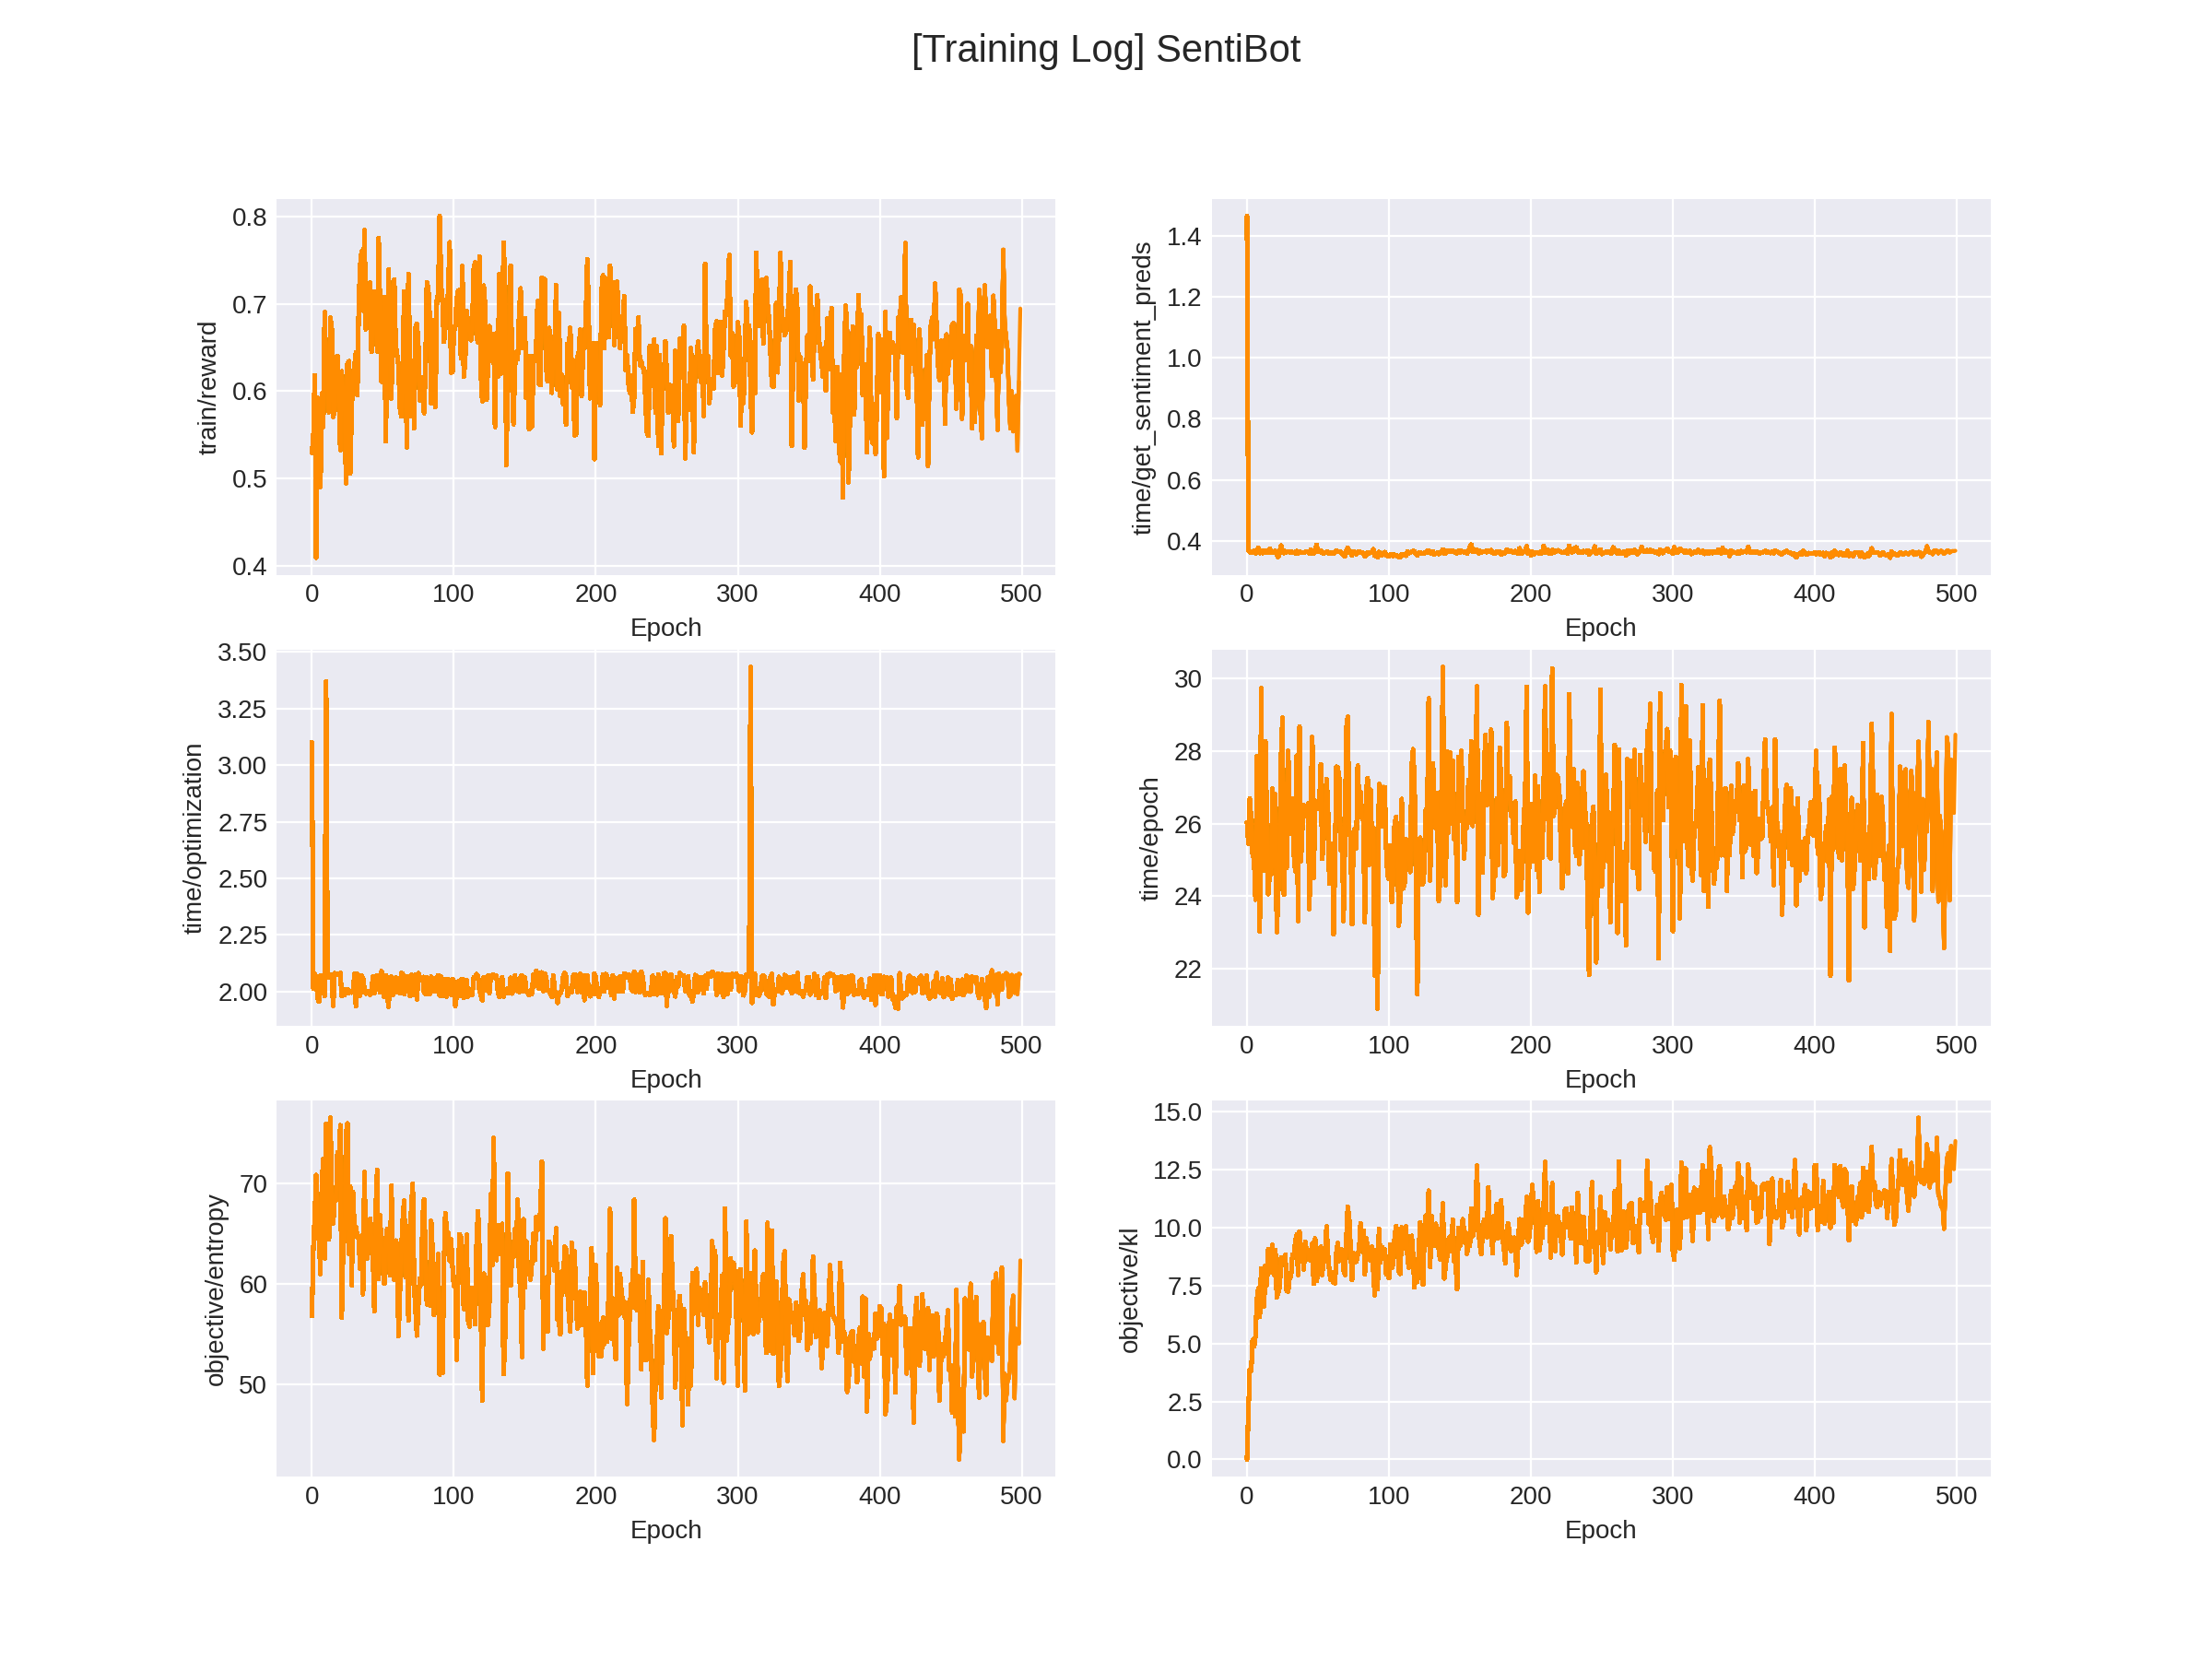 [Training Log] SentiBot
train/reward
0.8
0.7
0.6
0.5
0.4
0 100 200 300 400 500
Epoch
time/get_sentiment_preds
1.4
1.2
1.0
0.8
0.6
0.4
0 100 200 300 400 500
Epoch
time/optimization
3.50
3.25
3.00
2.75
2.50
2.25
2.00
0 100 200 300 400 500
Epoch
time/epoch
30
28
26
24
22
0 100 200 300 400 500
Epoch
objective/entropy
70
60
50
0 100 200 300 400 500
Epoch
objective/kl
15.0
12.5
10.0
7.5
5.0
2.5
0.0
0 100 200 300 400 500
Epoch